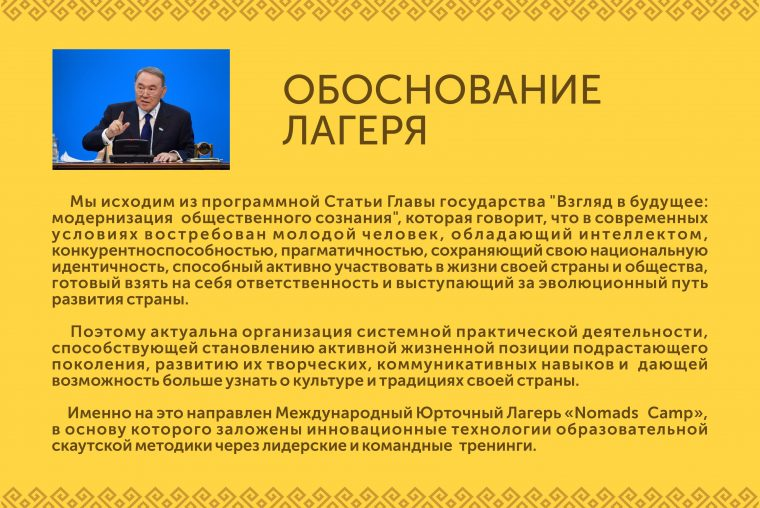 ОБОСНОВАНИЕ
ЛАГЕРЯ
Мы исходим из программной Статьи Главы государства "Взгляд в будущее:
модернизация общественного сознания", которая говорит, что в современных
условиях востребован молодой человек, обладающий интеллектом,
конкурентноспособностью, прагматичностью, сохраняющий свою национальную
идентичность, способный активно участвовать в жизни своей страны и общества,
готовый взять на себя ответственность и выступающий за эволюционный путь
развития страны.
Поэтому актуальна организация системной практической деятельности,
способствующей становлению активной жизненной позиции подрастающего
поколения, развитию их творческих, коммуникативных навыков и дающей
возможность больше узнать о культуре и традициях своей страны.
Именно на это направлен Международный Юрточный Лагерь «Nomads Camp»,
в основу которого заложены инновационные технологии образовательной
скаутской методики через лидерские и командные тренинги.